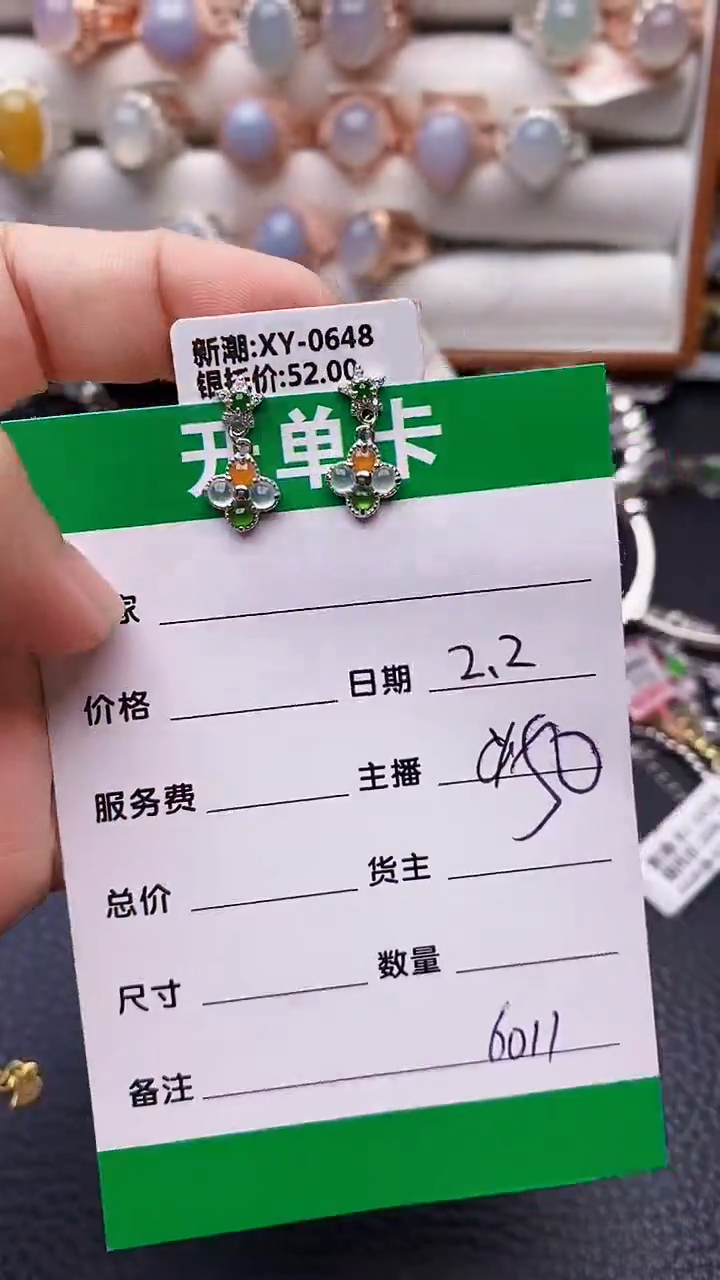 新潮:XY-0648
银托价:52.00
开单卡
家
价格 日期 2.2
服务费 主播
总价 货主
尺寸 数量
备注 6011